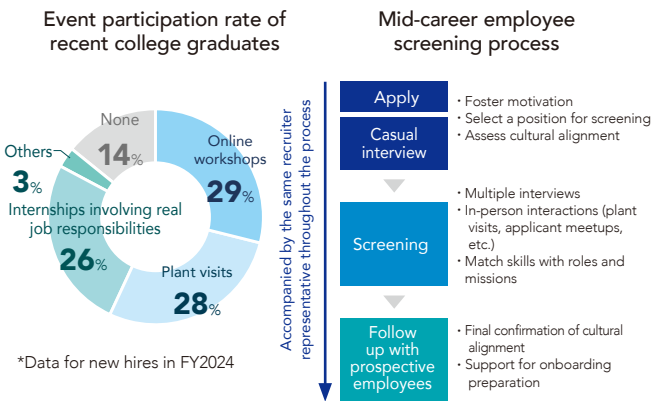 Event participation rate of
recent college graduates
None
14%
Online
workshops
29%
Others
3%
Internships involving real
job responsibilities
26%
Plant visits
28%
*Data for new hires in FY2024
Mid-career employee
screening process
Accompanied by the same recruiter
representative throughout the process
Apply
Casual
interview
・Foster motivation
・Select a position for screening
・Assess cultural alignment
Screening
・Multiple interviews
・In-person interactions (plant
visits, applicant meetups,
etc.)
・Match skills with roles and
missions
Follow
up with
prospective
employees
・Final confirmation of cultural
alignment
・Support for onboarding
preparation